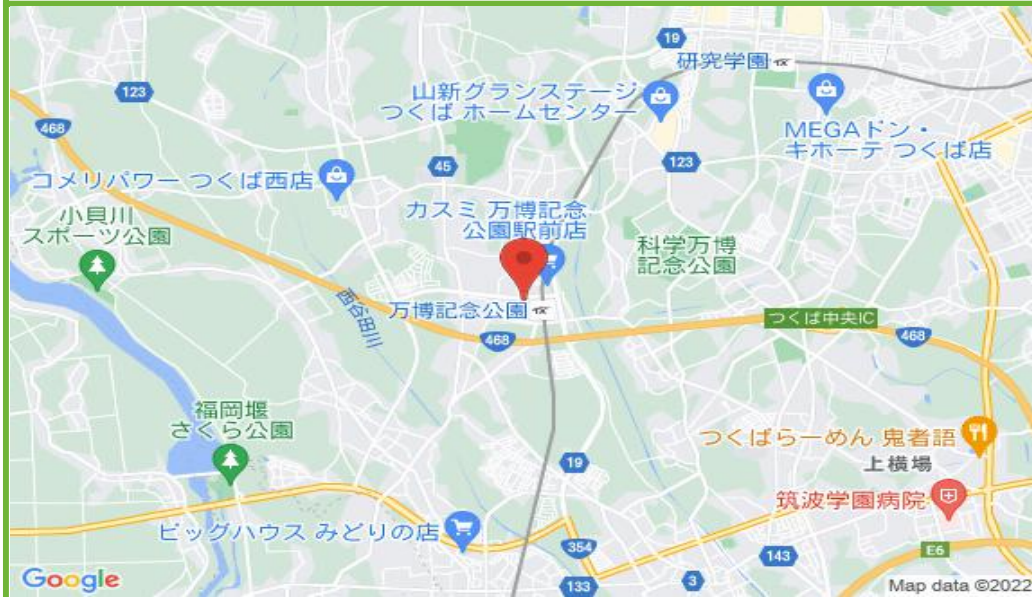 19
研究学園
123
山新グランステージ
つくば ホームセンター
MEGAドン・
キホーテ つくば店
468
45
123
コメリパワー つくば西店
小貝川
スポーツ公園
カスミ 万博記念
公園駅前店
科学万博
記念公園
万博記念公園
西谷田川
つくば中央IC
468
468
福岡堰
さくら公園
つくばらーめん 鬼者語
上横場
19
筑波学園病院
ビッグハウス みどりの店
354
143
E6
133
3
Google
Map data ©2022